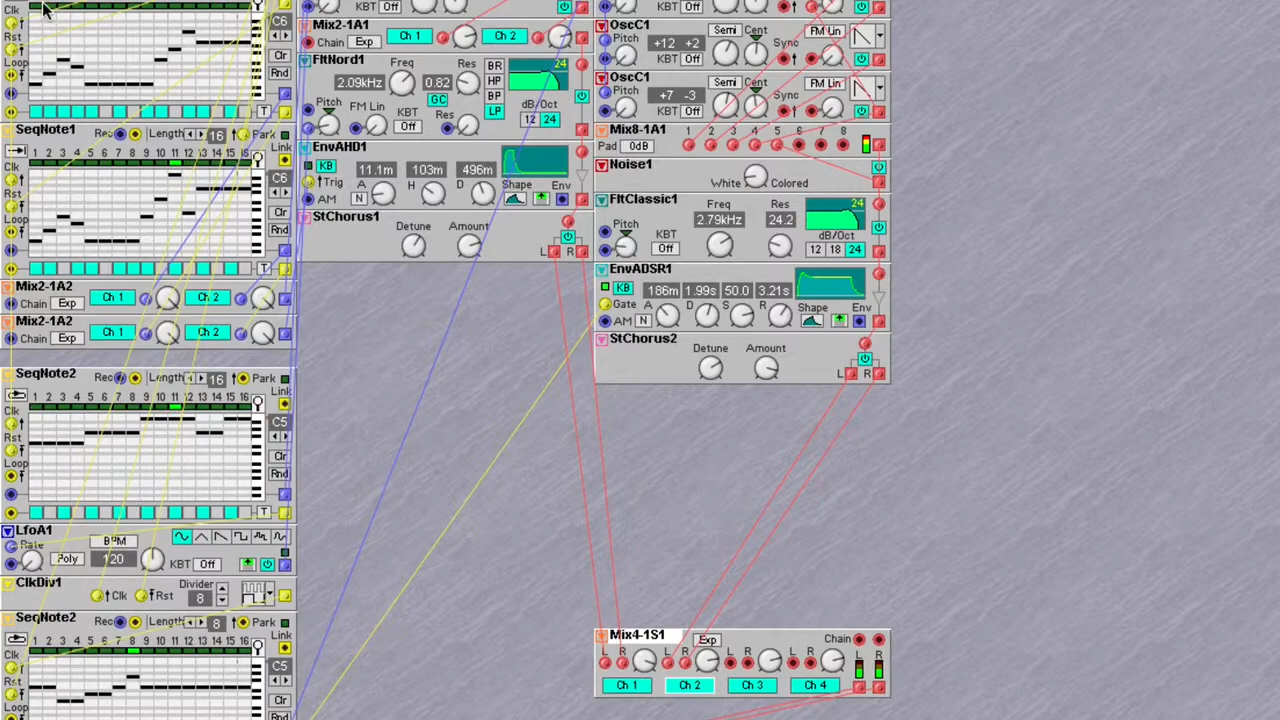 Clk
Rst
Loop
C6
Clr
Rnd
T
SeqNote1
Rec
Length
16
Park
1 2 3 4 5 6 7 8 9 10 11 12 13 14 15 16
Link
Clk
Rst
Loop
C6
Clr
Rnd
T
Mix2-1A2
Chain
Exp
Ch 1
Ch 2
Mix2-1A2
Chain
Exp
Ch 1
Ch 2
SeqNote2
Rec
Length
16
Park
1 2 3 4 5 6 7 8 9 10 11 12 13 14 15 16
Link
Clk
Rst
Loop
C5
Clr
Rnd
T
LfoA1
Rate
Poly
BPM
120
KBT
Off
ClkDiv1
Clk
Rst
Divider
8
SeqNote2
Rec
Length
8
Park
1 2 3 4 5 6 7 8 9 10 11 12 13 14 15 16
Link
Clk
Rst
Loop
C5
Clr
Rnd
KBT
Off
Mix2-1A1
Chain
Exp
Ch 1
Ch 2
FltNord1
2.09kHz
Freq
0.82
Res
GC
BR
HP
BP
LP
24
dB/Oct
12 24
Pitch
FM Lin
KBT
Off
Res
EnvAHD1
KB
Trig
AM
N
11.1m
103m
496m
A
H
D
Shape
Env
StChorus1
Detune
Amount
L
R
KBT
Off
OscC1
Pitch
+12 +2
Semi
Cent
KBT
Off
Sync
FM Lin
OscC1
Pitch
+7 -3
Semi
Cent
KBT
Off
Sync
FM Lin
Mix8-1A1
Pad
0dB
1 2 3 4 5 6 7 8
Noise1
White
Colored
FltClassic1
Freq
2.79kHz
Res
24.2
24
dB/Oct
12 18 24
Pitch
KBT
Off
EnvADSR1
KB
Gate
AM
N
186m
1.99s
50.0
3.21s
A
D
S
R
Shape
Env
StChorus2
Detune
Amount
L
R
Mix4-1S1
Exp
Chain
L R L R L R L R
L R
Ch 1
Ch 2
Ch 3
Ch 4